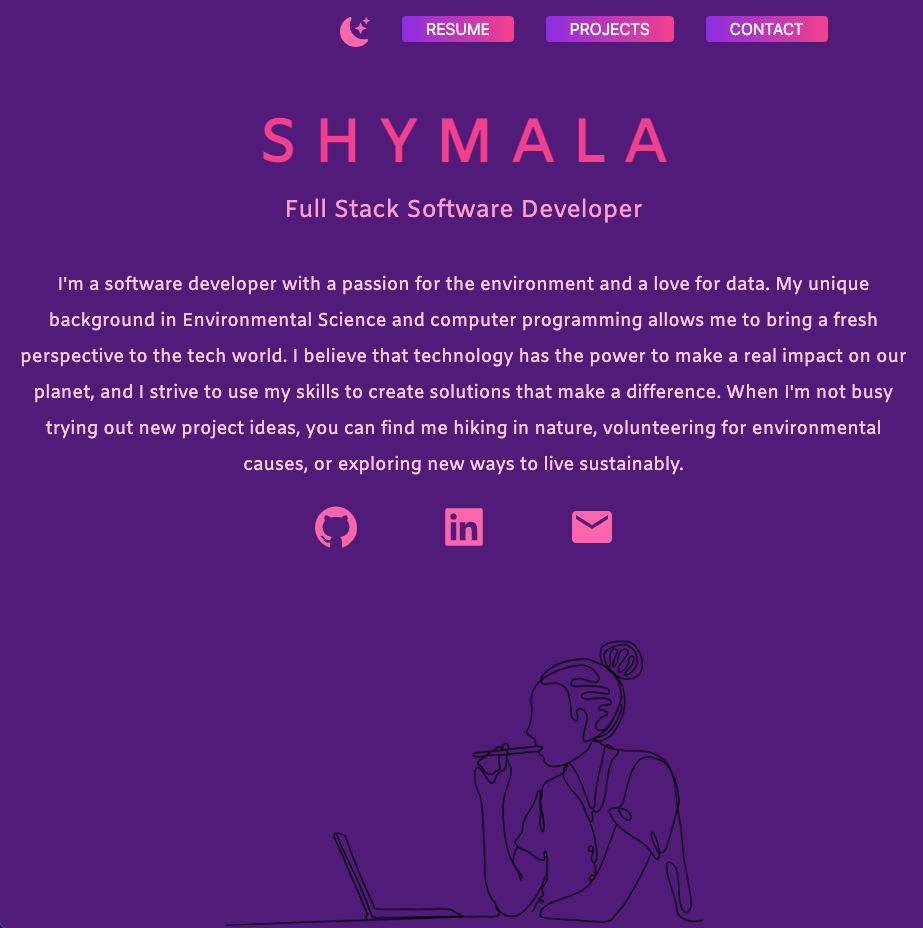 RESUME PROJECTS CONTACT
SHYMALA
Full Stack Software Developer
I'm a software developer with a passion for the environment and a love for data. My unique
background in Environmental Science and computer programming allows me to bring a fresh
perspective to the tech world. I believe that technology has the power to make a real impact on our
planet, and I strive to use my skills to create solutions that make a difference. When I'm not busy
trying out new project ideas, you can find me hiking in nature, volunteering for environmental
causes, or exploring new ways to live sustainably.
in